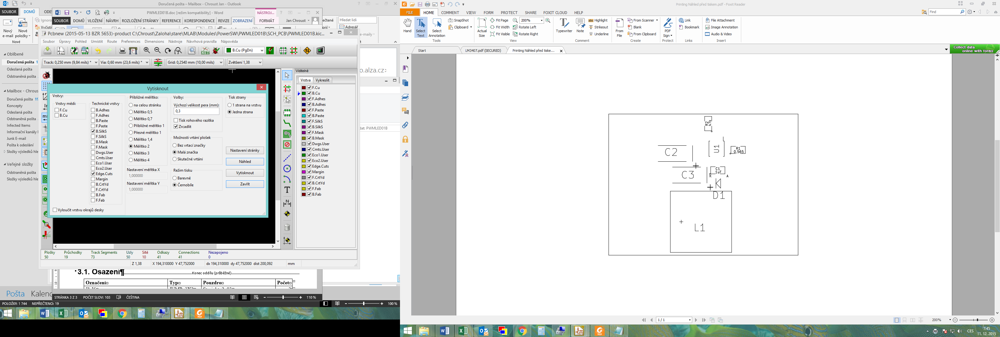 Doručená pošta – Mailbox - Chroust Jan - Outlook
SOUBOR DOMŮ
PWMLED01B.doc [režim kompatibility] - Word
NÁSTROJ...
SOUBOR DOMŮ VLOŽENÍ NÁVRH ROZLOŽENÍ STRÁNKY REFERENCE KORESPONDENCE REVIZE ZOBRAZENÍ FORMÁT Jan Chroust
Hledat lidi
Adresář
Nový e-mail
Nové položky
Nové
Oblíbené
Doručená pošta 1
Odeslaná pošta
Odstraněná pošta
Mailbox - Chrous
Doručená pošta 19
Koncepty
Odeslaná pošta
Odstraněná pošta
Infected Items
Informační kanály
Junk E-mail
Pošta k odeslání
Složky výsledků hle
Veřejné složky
Odstraněná pošta
Složky výsledků hle
Pošta Kalend
POLOŽKY: 1 744 NEPŘEČTENO: 19
100 %
o.alza.cz>
dat: PWMLED01B
Pcbnew (2015-05-13 BZR 5653)-product C:\Chroust\Zaloha\stare\MLAB\Modules\PowerSW\PWMLED01B\SCH_PCB\PWMLED01B.kic...
Soubor Úpravy Pohled Umístit Route Preferences Dimensions Nástroje Návrhová pravidla Nápověda
B.Cu (PgDn)
Track: 0,250 mm (9,84 mils) * Via: 0,60 mm (23,6 mils) * Grid: 0,2540 mm (10,00 mils) Zvětšení 1,38
Viditelné
Vrstva Vykreslit
F.Cu
B.Cu
F.Adhes
B.Adhes
F.Paste
B.Paste
F.SilkS
B.SilkS
F.Mask
B.Mask
Dwgs.User
Cmts.User
Eco1.User
Eco2.User
Edge.Cuts
Margin
F.CrtYd
B.CrtYd
F.Fab
B.Fab
Vytisknout
Vrstvy:
Vrstvy mědi:
F.Cu
B.Cu
Technické vrstvy
B.Adhes
F.Adhes
B.Paste
F.Paste
B.SilkS
F.SilkS
B.Mask
F.Mask
Dwgs.User
Cmts.User
Eco1.User
Eco2.User
Edge.Cuts
Margin
B.CrtYd
F.CrtYd
B.Fab
F.Fab
Vyloučit vrstvu okrajů desky
Přibližné měřítko:
na celou stránku
Měřítko 0,5
Měřítko 0,7
Přibližné měřítko 1
Přesné měřítko 1
Měřítko 1,4
Měřítko 2
Měřítko 3
Měřítko 4
Nastavení měřítka X
1,000000
Nastavení měřítka Y
1,000000
Volby:
Výchozí velikost pera (mm):
0,3
Tisk rohového razítka
Zrcadlit
Možnosti vrtání plošek
Bez vrtací značky
Malá značka
Skutečné vrtání
Režim tisku
Barevně
Černobíle
Tisk strany
1 strana na vrstvu
Jedna strana
Nastavení stránky
Náhled
Vytisknout
Zavřít
Plošky Průchodky Track Segments Uzly Sítě Odkazy Connections Nezapojeno
50 19 73 50 10 41 41 0
Z 1,38 X 194,310000 Y 47,752000 dx 194,310000 dy 47,752000 dist 200,092 mm
3.1. Osazení¶
Konec oddílu (průběžné)
Označení¤ Typ¤ Pouzdro¤ Počet¤
STRÁNKA 3 Z 3 POČET SLOV: 103 ČEŠTINA 110 %
Printing Náhled před tiskem.pdf - Foxit Reader
FILE HOME COMMENT VIEW FORM PROTECT SHARE FOXIT CLOUD HELP
Find
Hand
Select Text
Select Annotation
SnapShot
Clipboard
Tools
Actual Size
Fit Page
Fit Width
Fit Visible
200%
Rotate Left
Rotate Right
View
Typewriter
Note
Highlight
Strikeout
Underline
Comment
From File
From Scanner
Blank
From Clipboard
Create
PDF Sign
Protect
Link
Bookmark
Links
File Attachment
Image Annotation
Audio & Video
Insert
Start LM3407.pdf (SECURED) Printing Náhled před tiske...
Collect data
online with forms
R2
47k
C2
U1
R1
0,565
C3
C1
1uF
K A
D1
L1
1 / 1
200%
CES
7:45
11. 12. 2015